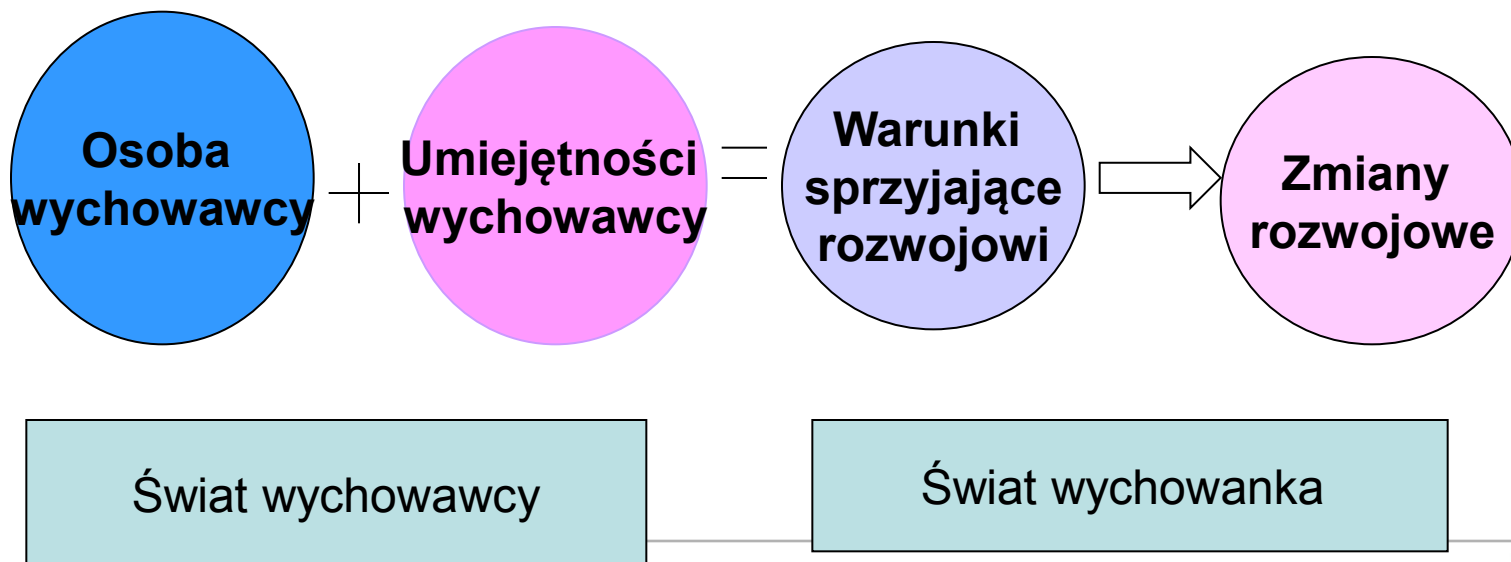 Osoba
wychowawcy
+
Umiejętności
wychowawcy
=
Warunki
sprzyjające
rozwojowi
Zmiany
rozwojowe
Świat wychowawcy
Świat wychowanka